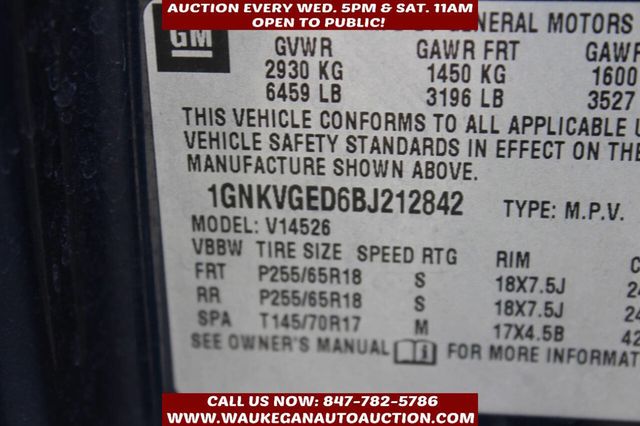 AUCTION EVERY WED. 5PM & SAT. 11AM
OPEN TO PUBLIC!
GM
GENERAL MOTORS
GVWR GAWR FRT GAWR
2930 KG 1450 KG 1600
6459 LB 3196 LB 3527
THIS VEHICLE CONFORMS TO ALL APPLICABLE
VEHICLE SAFETY STANDARDS IN EFFECT ON THE
MANUFACTURE SHOWN ABOVE.
1GNKVGED6BJ212842 TYPE: M.P.V.
MODEL: V14526
VBBW TIRE SIZE SPEED RTG RIM
FRT P255/65R18 S 18X7.5J
RR P255/65R18 S 18X7.5J
SPA T145/70R17 M 17X4.5B
SEE OWNER'S MANUAL FOR MORE INFORMAT
CALL US NOW: 847-782-5786
WWW.WAUKEGANAUTOAUCTION.COM